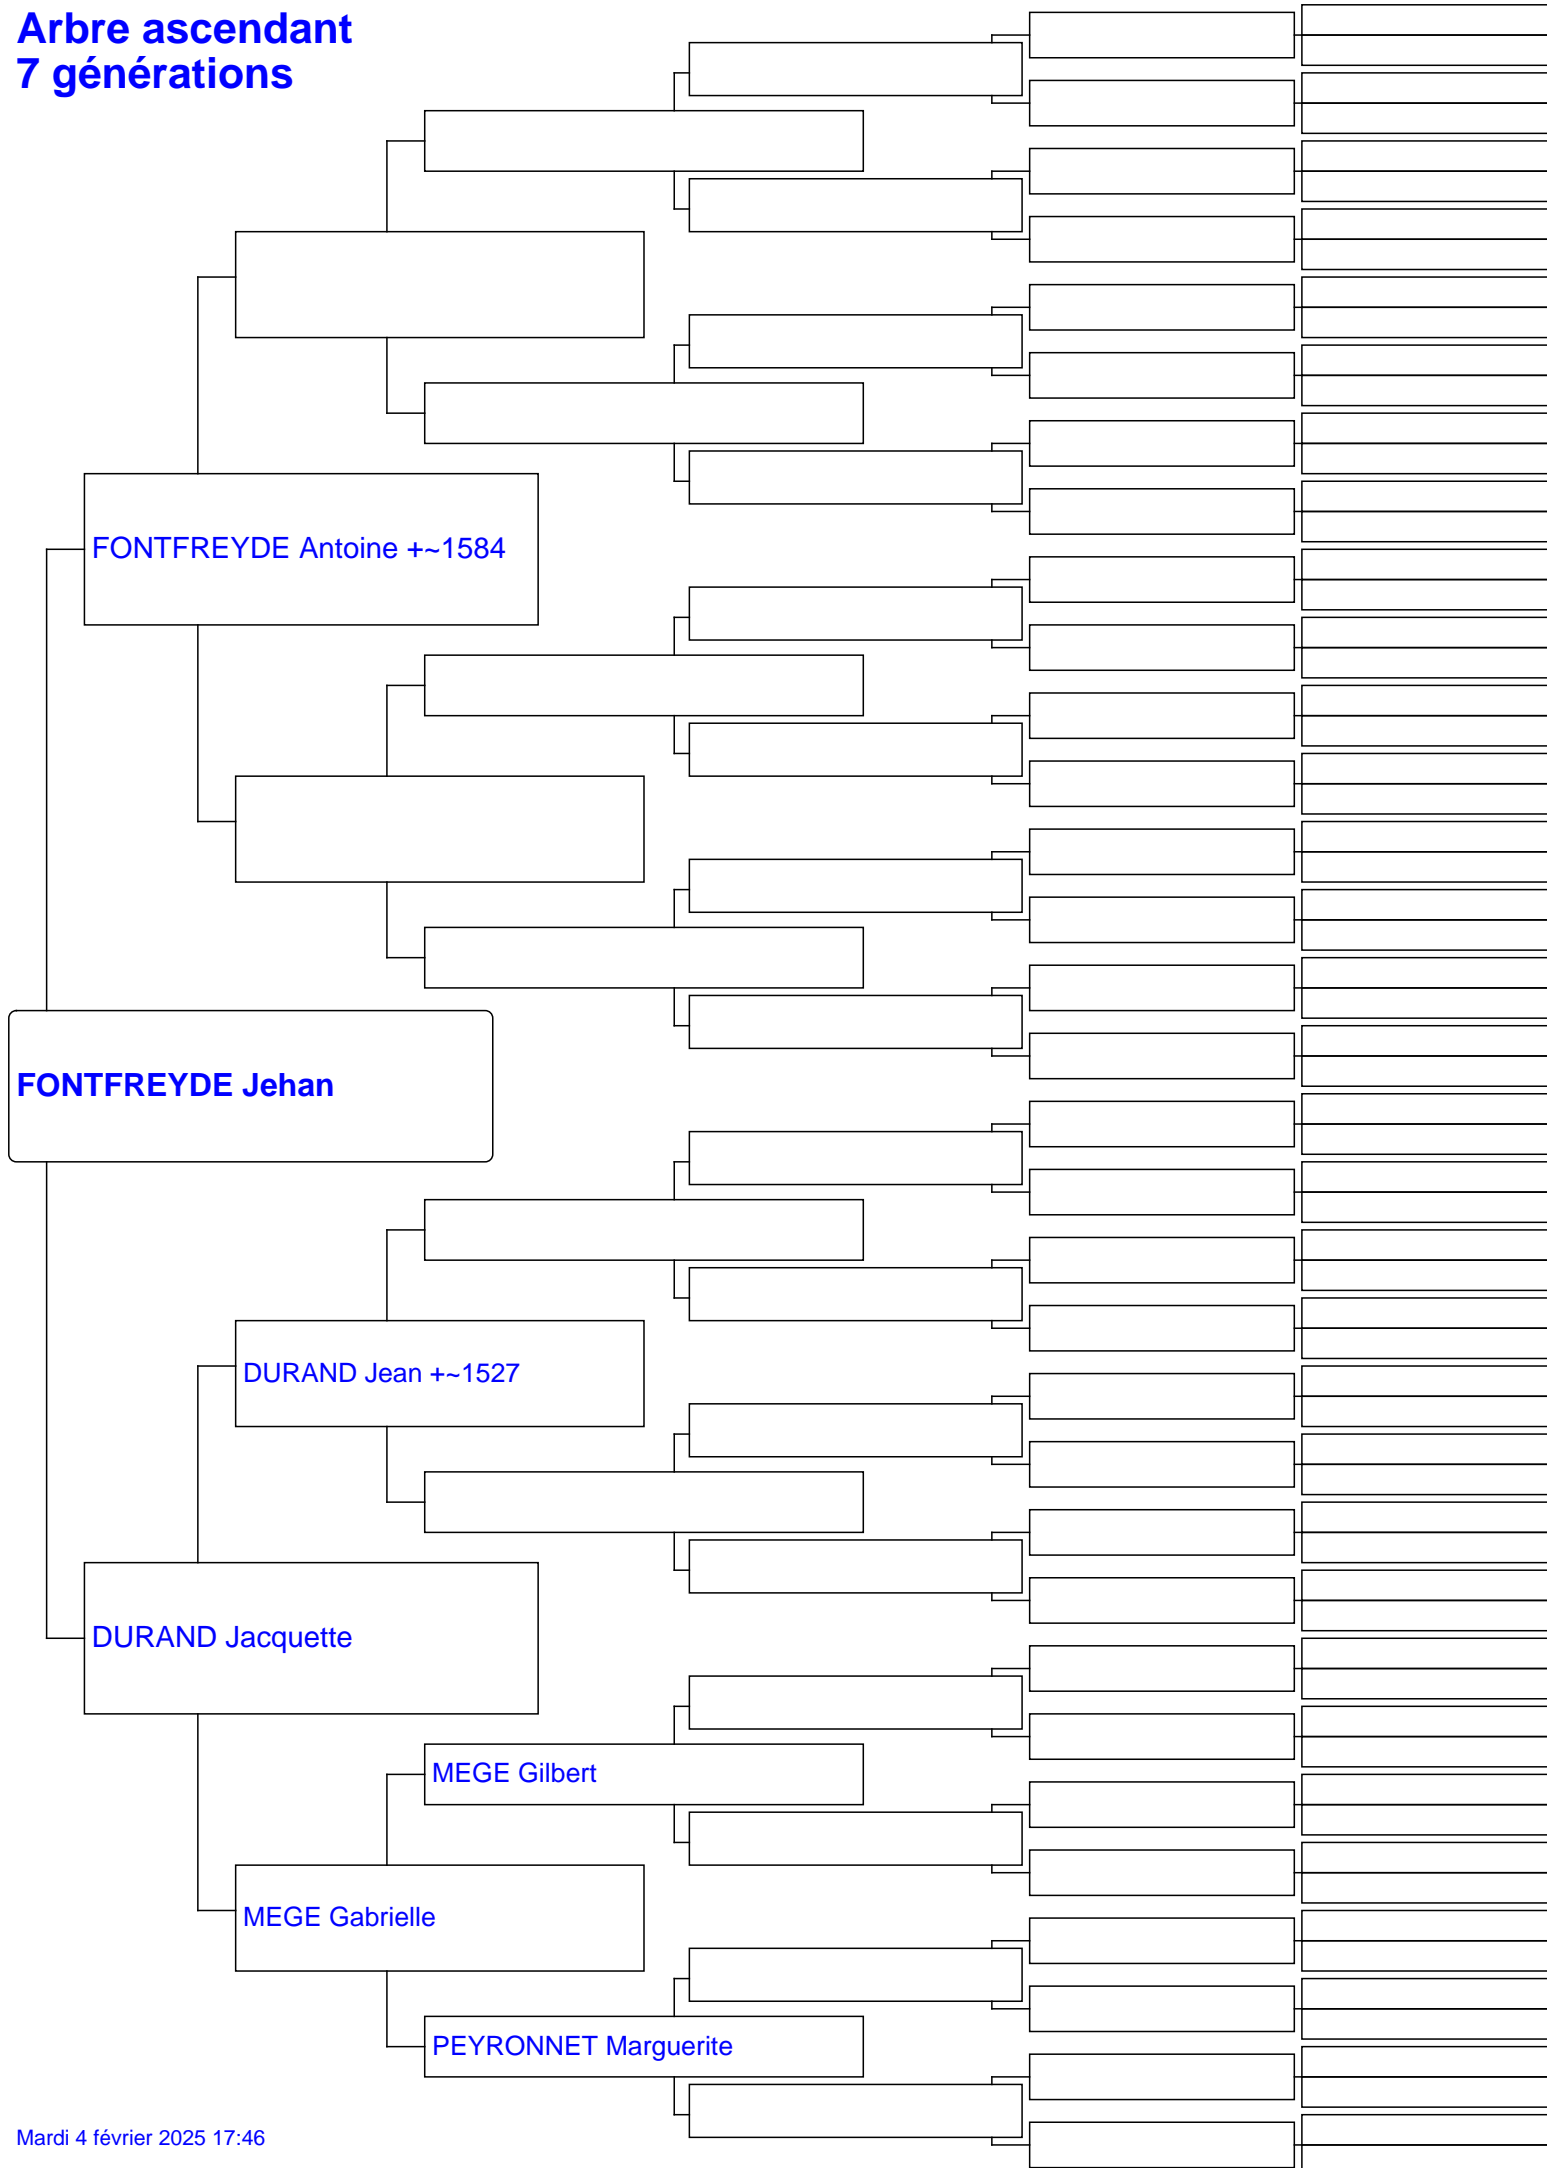 Arbre ascendant
7 générations
FONTFREYDE Antoine +~1584
FONTFREYDE Jehan
DURAND Jean +~1527
DURAND Jacquette
MEGE Gilbert
MEGE Gabrielle
PEYRONNET Marguerite
Mardi 4 février 2025 17:46